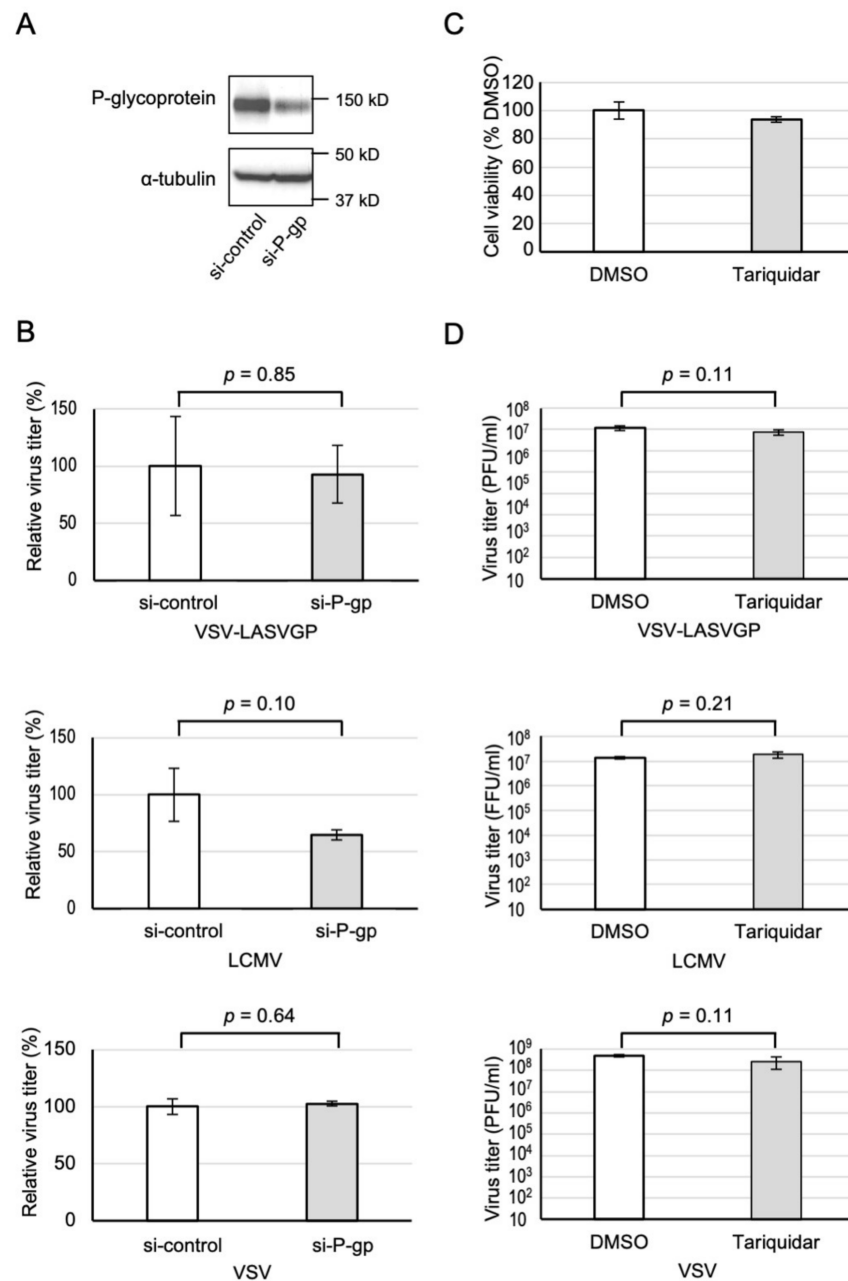 A
P-glycoprotein
150 kD
50 kD
α-tubulin
37 kD
si-control
si-P-gp
B
p = 0.85
Relative virus titer (%)
150
100
50
0
si-control si-P-gp
VSV-LASVGP
p = 0.10
Relative virus titer (%)
150
100
50
0
si-control si-P-gp
LCMV
p = 0.64
Relative virus titer (%)
150
100
50
0
si-control si-P-gp
VSV
C
Cell viability (% DMSO)
120
100
80
60
40
20
0
DMSO Tariquidar
D
p = 0.11
Virus titer (PFU/ml)
10⁸
10⁷
10⁶
10⁵
10⁴
10³
10²
10
DMSO Tariquidar
VSV-LASVGP
p = 0.21
Virus titer (FFU/ml)
10⁸
10⁷
10⁶
10⁵
10⁴
10³
10²
10
DMSO Tariquidar
LCMV
p = 0.11
Virus titer (PFU/ml)
10⁹
10⁸
10⁷
10⁶
10⁵
10⁴
10³
10²
10
DMSO Tariquidar
VSV